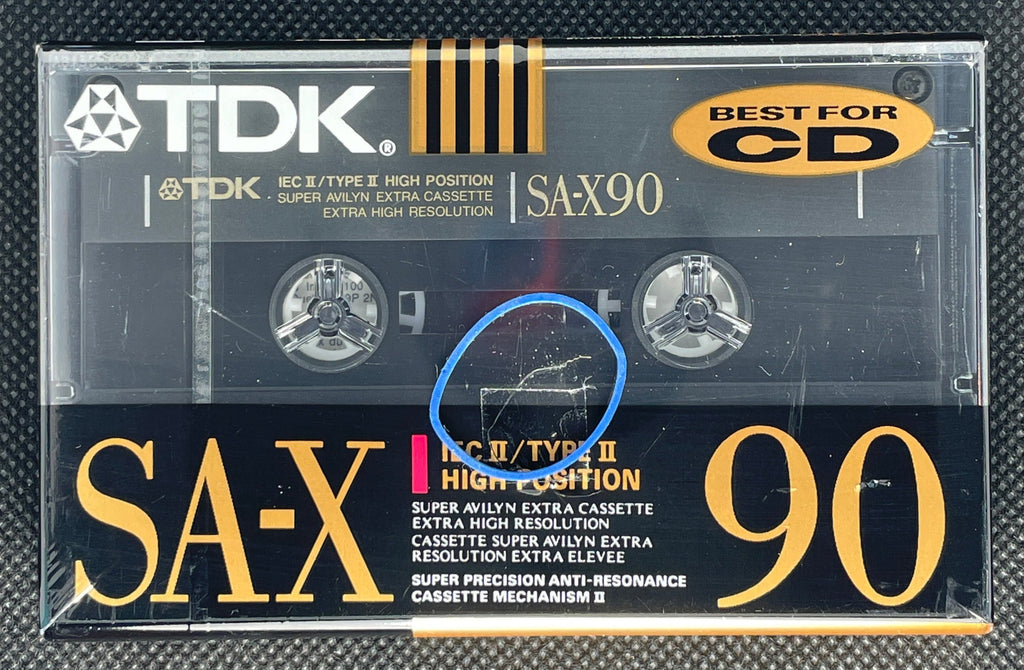 TDK®
BEST FOR
CD
TDK
IEC II/TYPE II HIGH POSITION
SUPER AVILYN EXTRA CASSETTE
EXTRA HIGH RESOLUTION
SA-X90
SA-X
IEC II/TYPE II
HIGH POSITION
SUPER AVILYN EXTRA CASSETTE
EXTRA HIGH RESOLUTION
CASSETTE SUPER AVILYN EXTRA
RESOLUTION EXTRA ELEVEE
SUPER PRECISION ANTI-RESONANCE
CASSETTE MECHANISM II
90